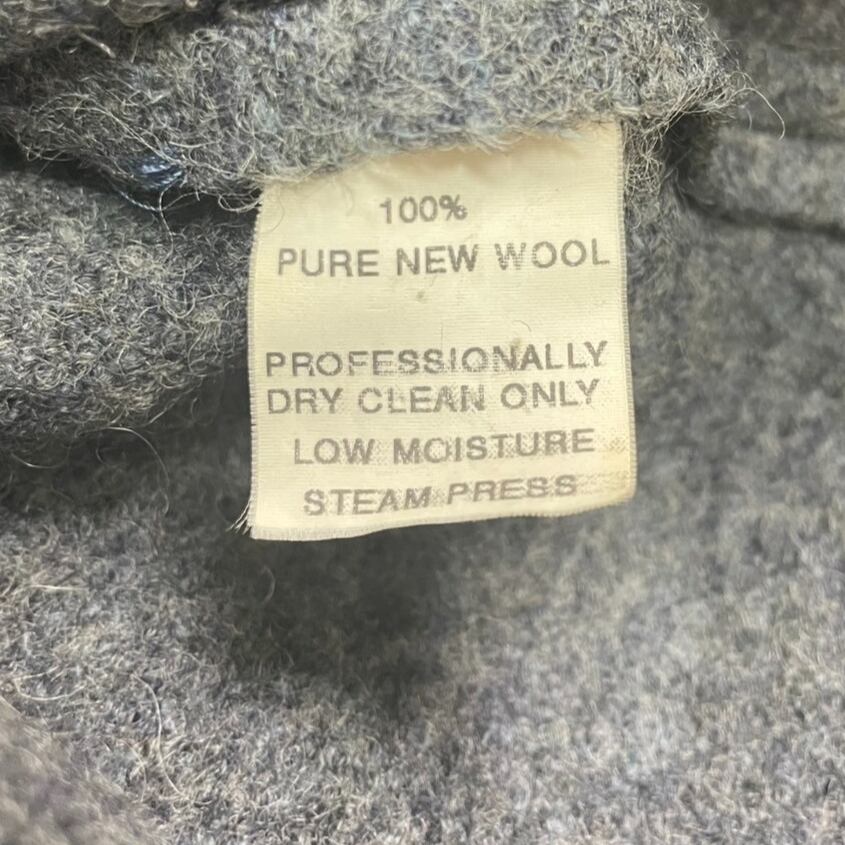 100%
PURE NEW WOOL
PROFESSIONALLY
DRY CLEAN ONLY
LOW MOISTURE
STEAM PRESS